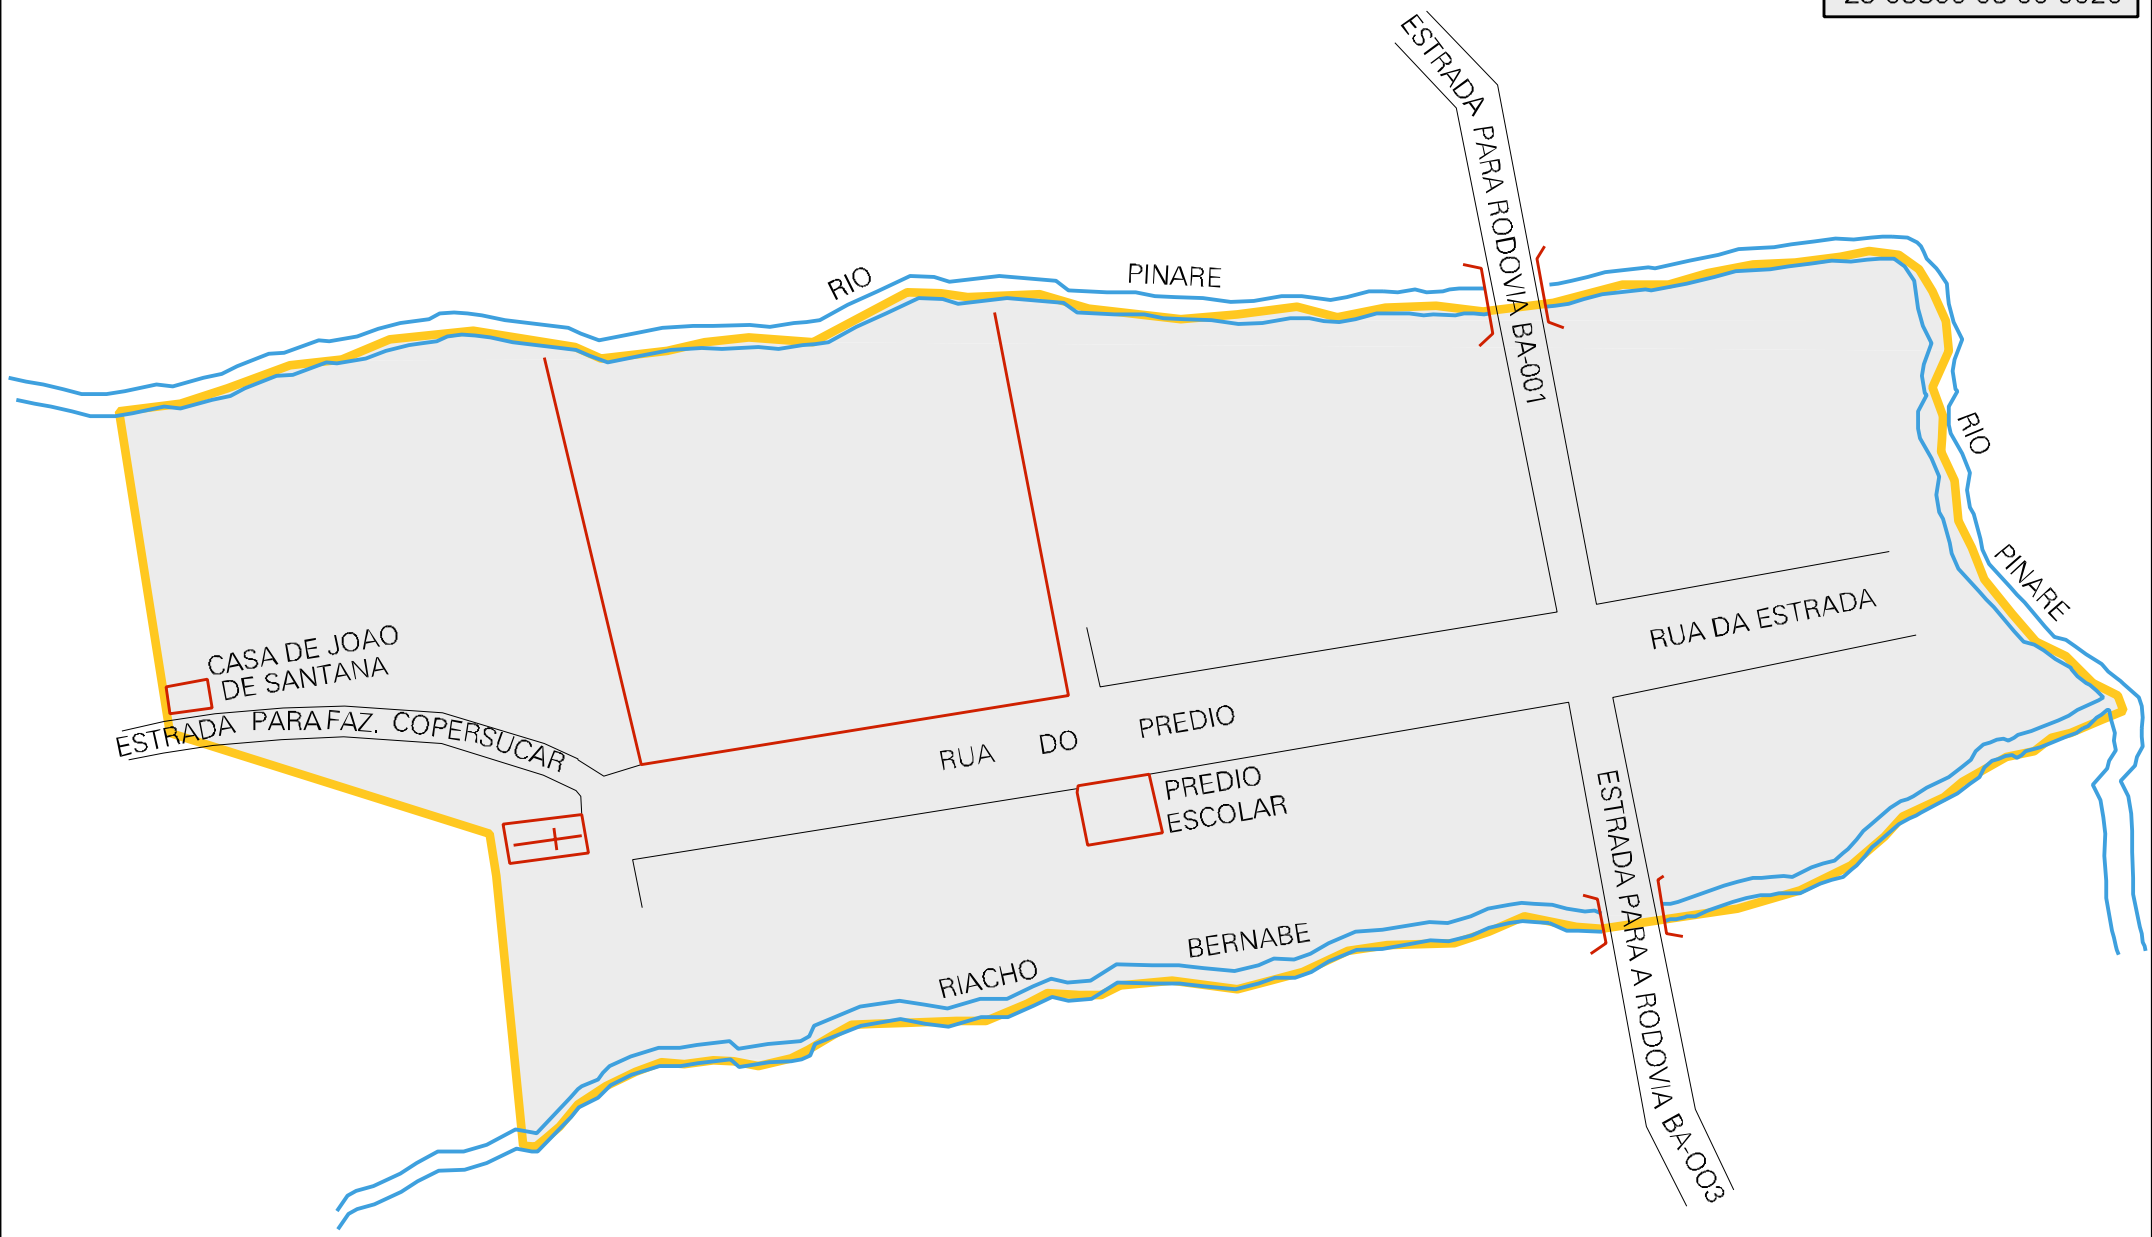 ESTRADA PARA RODOVIA BA-001
RIO PINARE
RIO PINARE
CASA DE JOAO
DE SANTANA
ESTRADA PARA FAZ. COPERSUCAR
RUA DA ESTRADA
RUA DO PREDIO
PREDIO
ESCOLAR
ESTRADA PARA A RODOVIA BA-003
RIACHO BERNABE